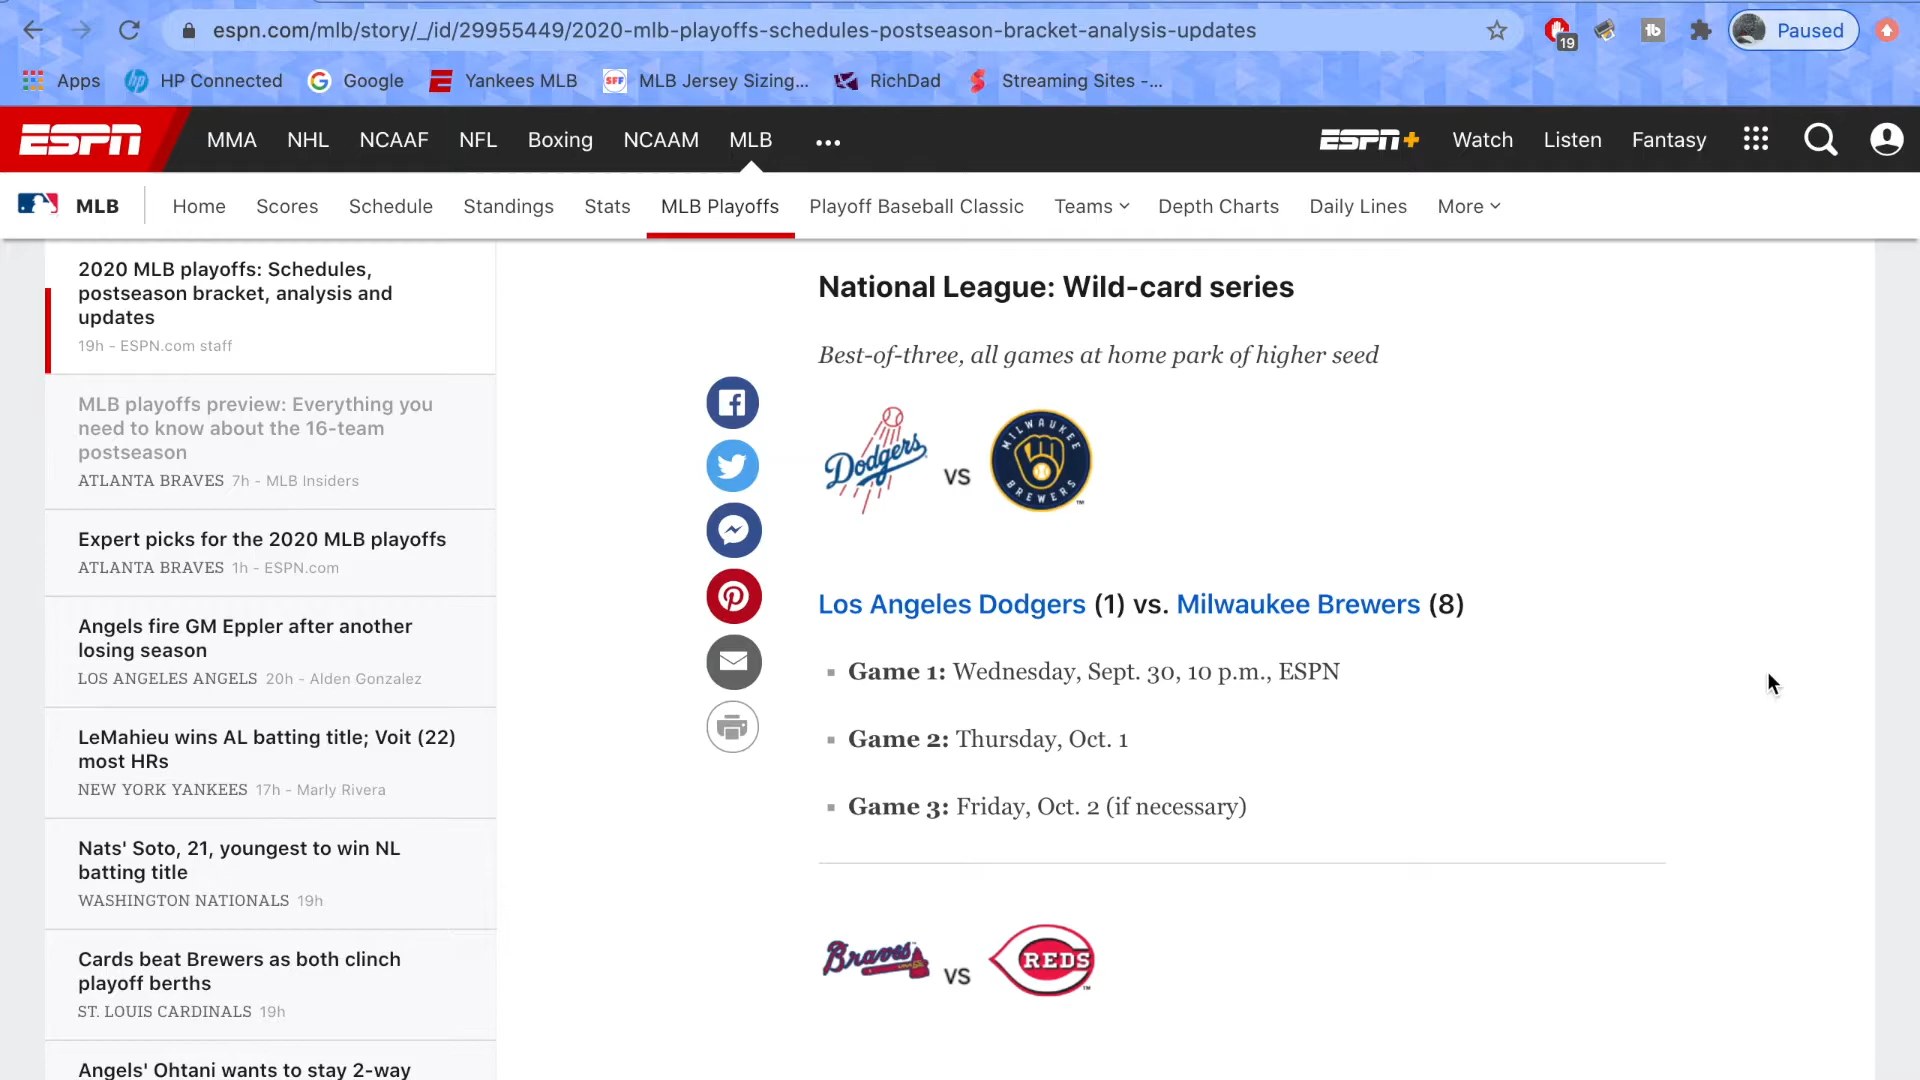 espn.com/mlb/story/_/id/29955449/2020-mlb-playoffs-schedules-postseason-bracket-analysis-updates
19
tb
Paused
Apps
hp
HP Connected
G
Google
Yankees MLB
SFF
MLB Jersey Sizing...
RichDad
Streaming Sites -...
ESPN
MMA
NHL
NCAAF
NFL
Boxing
NCAAM
MLB
ESPN+
Watch
Listen
Fantasy
MLB
Home
Scores
Schedule
Standings
Stats
MLB Playoffs
Playoff Baseball Classic
Teams
Depth Charts
Daily Lines
More
2020 MLB playoffs: Schedules,
postseason bracket, analysis and
updates
19h - ESPN.com staff
MLB playoffs preview: Everything you
need to know about the 16-team
postseason
ATLANTA BRAVES 7h - MLB Insiders
Expert picks for the 2020 MLB playoffs
ATLANTA BRAVES 1h - ESPN.com
Angels fire GM Eppler after another
losing season
LOS ANGELES ANGELS 20h - Alden Gonzalez
LeMahieu wins AL batting title; Voit (22)
most HRs
NEW YORK YANKEES 17h - Marly Rivera
Nats' Soto, 21, youngest to win NL
batting title
WASHINGTON NATIONALS 19h
Cards beat Brewers as both clinch
playoff berths
ST. LOUIS CARDINALS 19h
Angels' Ohtani wants to stay 2-way
National League: Wild-card series
Best-of-three, all games at home park of higher seed
Dodgers
VS
MILWAUKEE
BREWERS
Los Angeles Dodgers (1) vs. Milwaukee Brewers (8)
Game 1: Wednesday, Sept. 30, 10 p.m., ESPN
Game 2: Thursday, Oct. 1
Game 3: Friday, Oct. 2 (if necessary)
Braves
VS
REDS